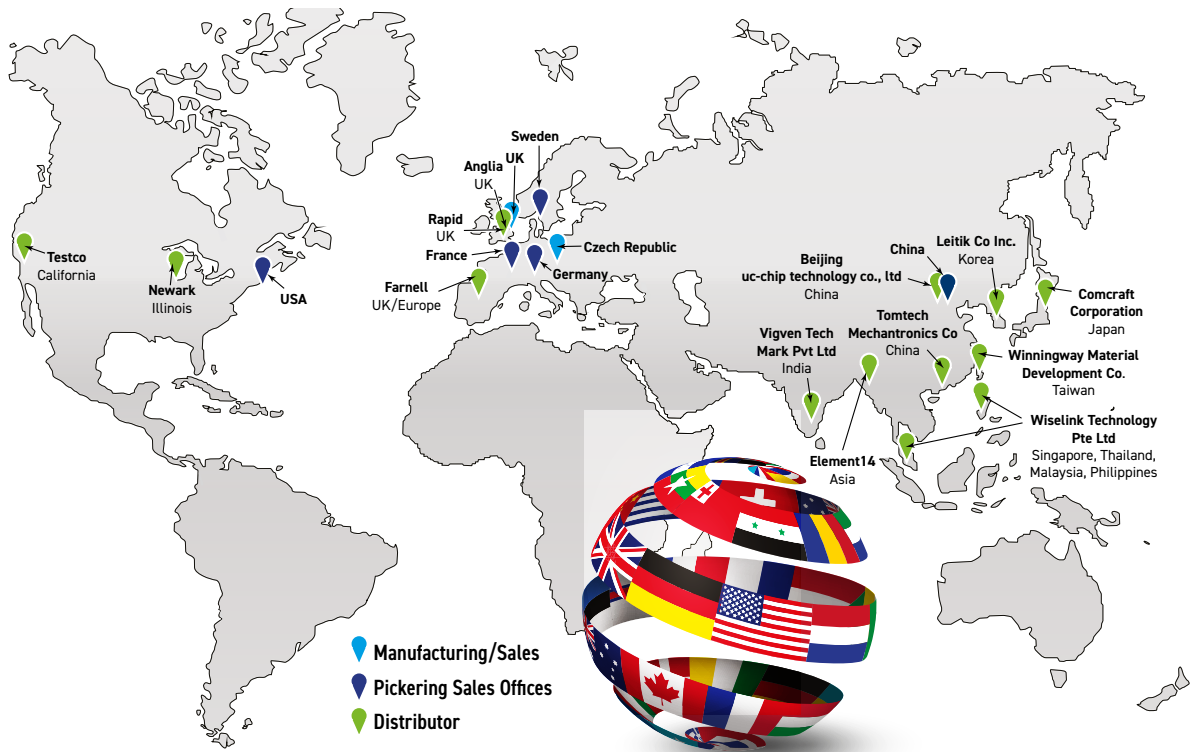 Sweden
UK
Anglia
UK
Rapid
UK
France
Farnell
UK/Europe
Czech Republic
Germany
Testco
California
Newark
Illinois
USA
China
Leitik Co Inc.
Korea
Beijing
uc-chip technology co., ltd
China
Comcraft
Corporation
Japan
Tomtech
Mechantronics Co
China
Vigven Tech
Mark Pvt Ltd
India
Winningway Material
Development Co.
Taiwan
Wiselink Technology
Pte Ltd
Singapore, Thailand,
Malaysia, Philippines
Element14
Asia
Manufacturing/Sales
Pickering Sales Offices
Distributor